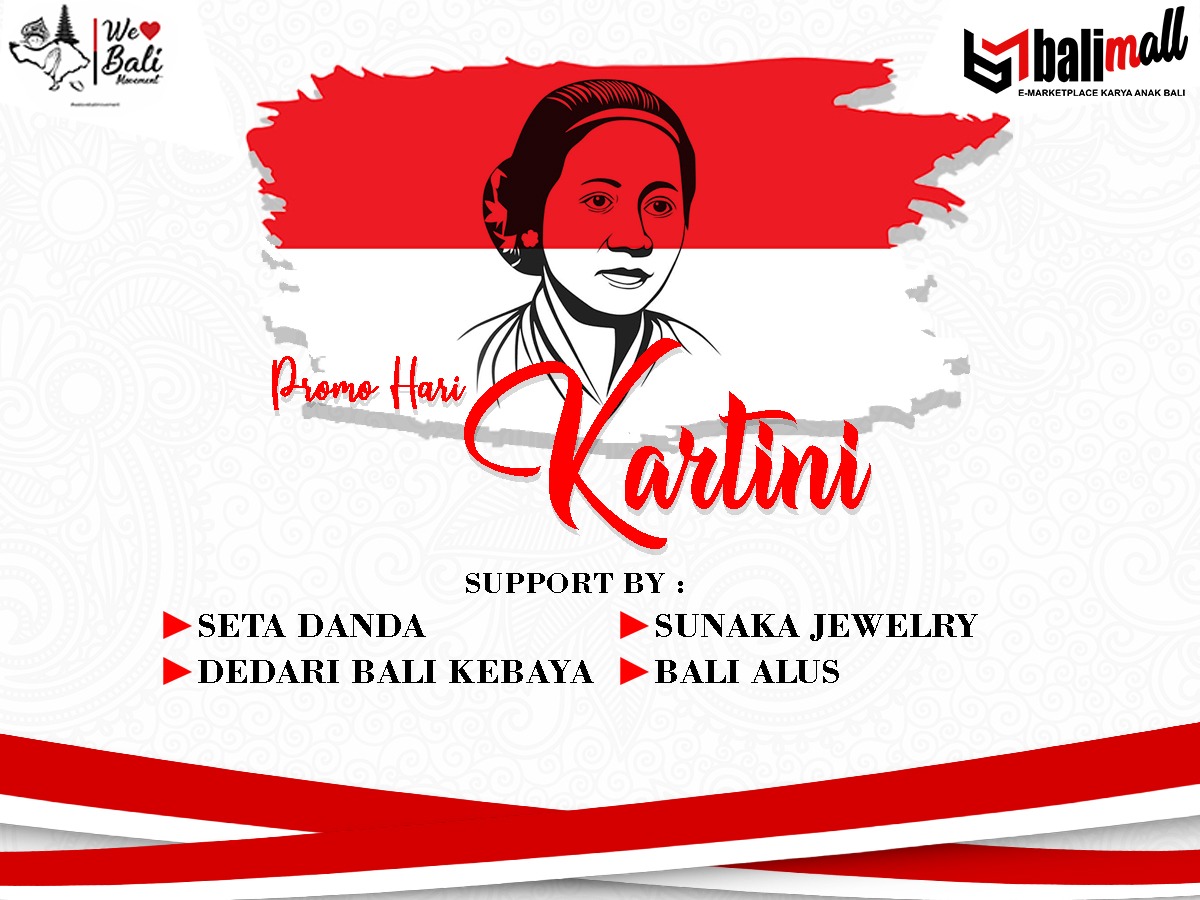 We
Bali
Movement
#welovebalimovement
balimall
E-MARKETPLACE KARYA ANAK BALI
Promo Hari
Kartini
SUPPORT BY :
SETA DANDA
SUNAKA JEWELRY
DEDARI BALI KEBAYA
BALI ALUS